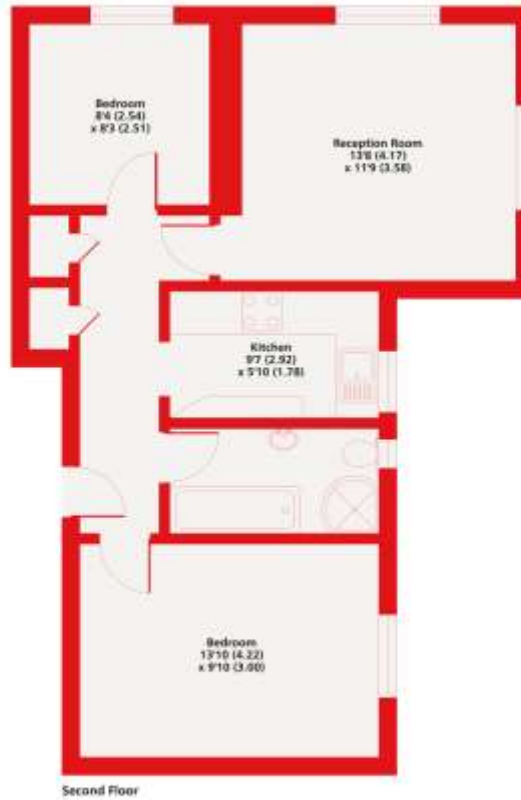 Bedroom
8'4 (2.54)
x 8'3 (2.51)
Reception Room
13'8 (4.17)
x 11'9 (3.58)
Kitchen
9'7 (2.92)
x 5'10 (1.78)
Bedroom
13'10 (4.22)
x 9'10 (3.00)
Second Floor